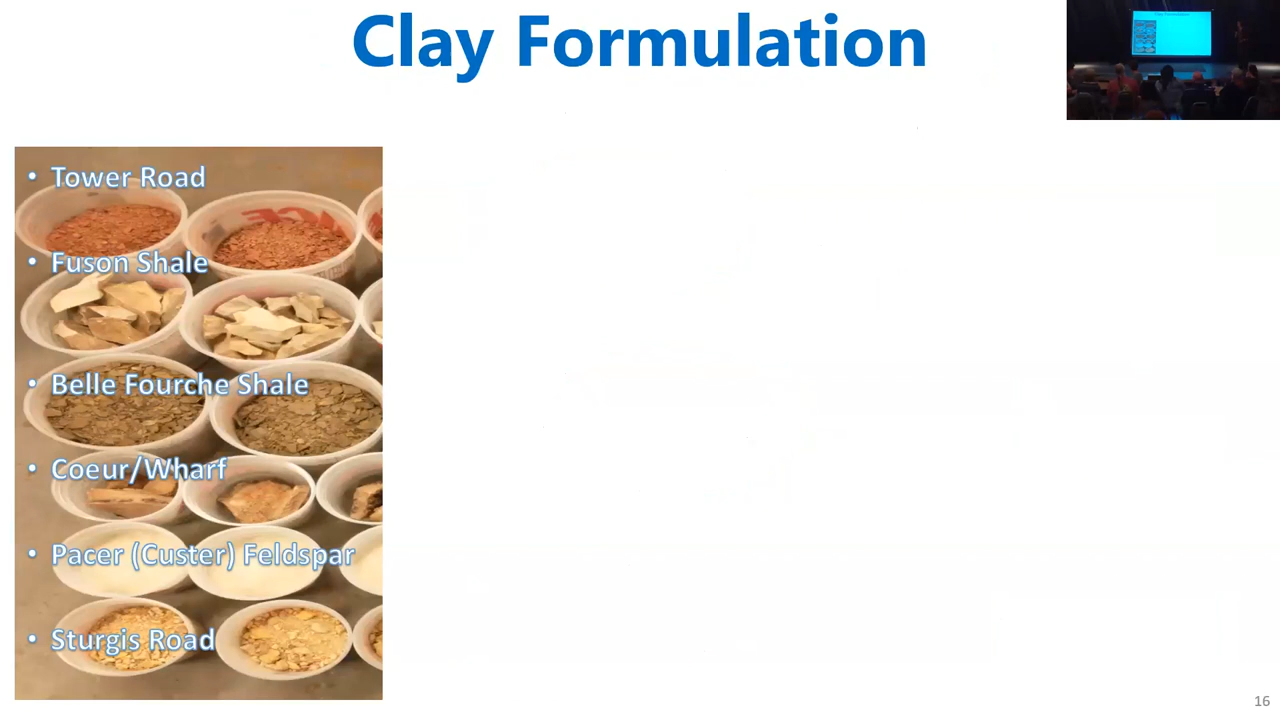 Clay Formulation
• Tower Road
• Fuson Shale
• Belle Fourche Shale
• Coeur/Wharf
• Pacer (Custer) Feldspar
• Sturgis Road
16